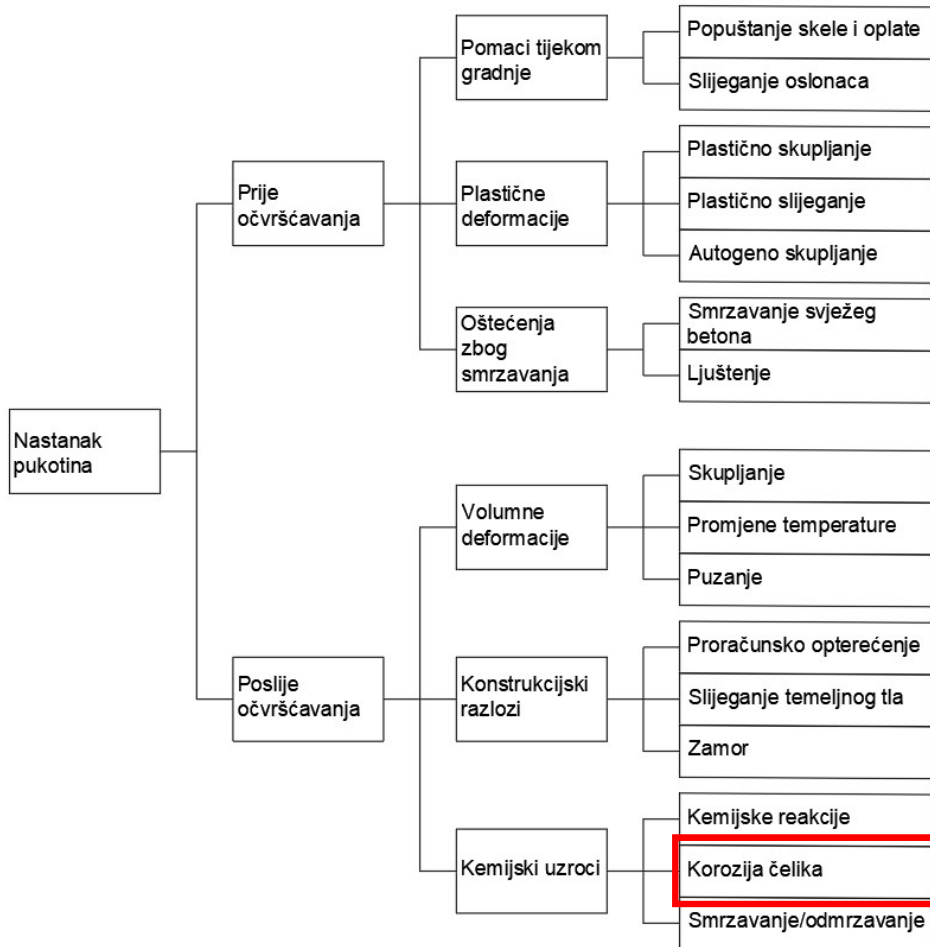 Nastanak
pukotina
Prije
očvršćavanja
Pomaci tijekom
gradnje
Popuštanje skele i oplate
Slijeganje oslonaca
Plastične
deformacije
Plastično skupljanje
Plastično slijeganje
Autogeno skupljanje
Oštećenja
zbog
smrzavanja
Smrzavanje svježeg
betona
Ljuštenje
Poslije
očvršćavanja
Volumne
deformacije
Skupljanje
Promjene temperature
Puzanje
Konstrukcijski
razlozi
Proračunsko opterećenje
Slijeganje temeljnog tla
Zamor
Kemijski uzroci
Kemijske reakcije
Korozija čelika
Smrzavanje/odmrzavanje